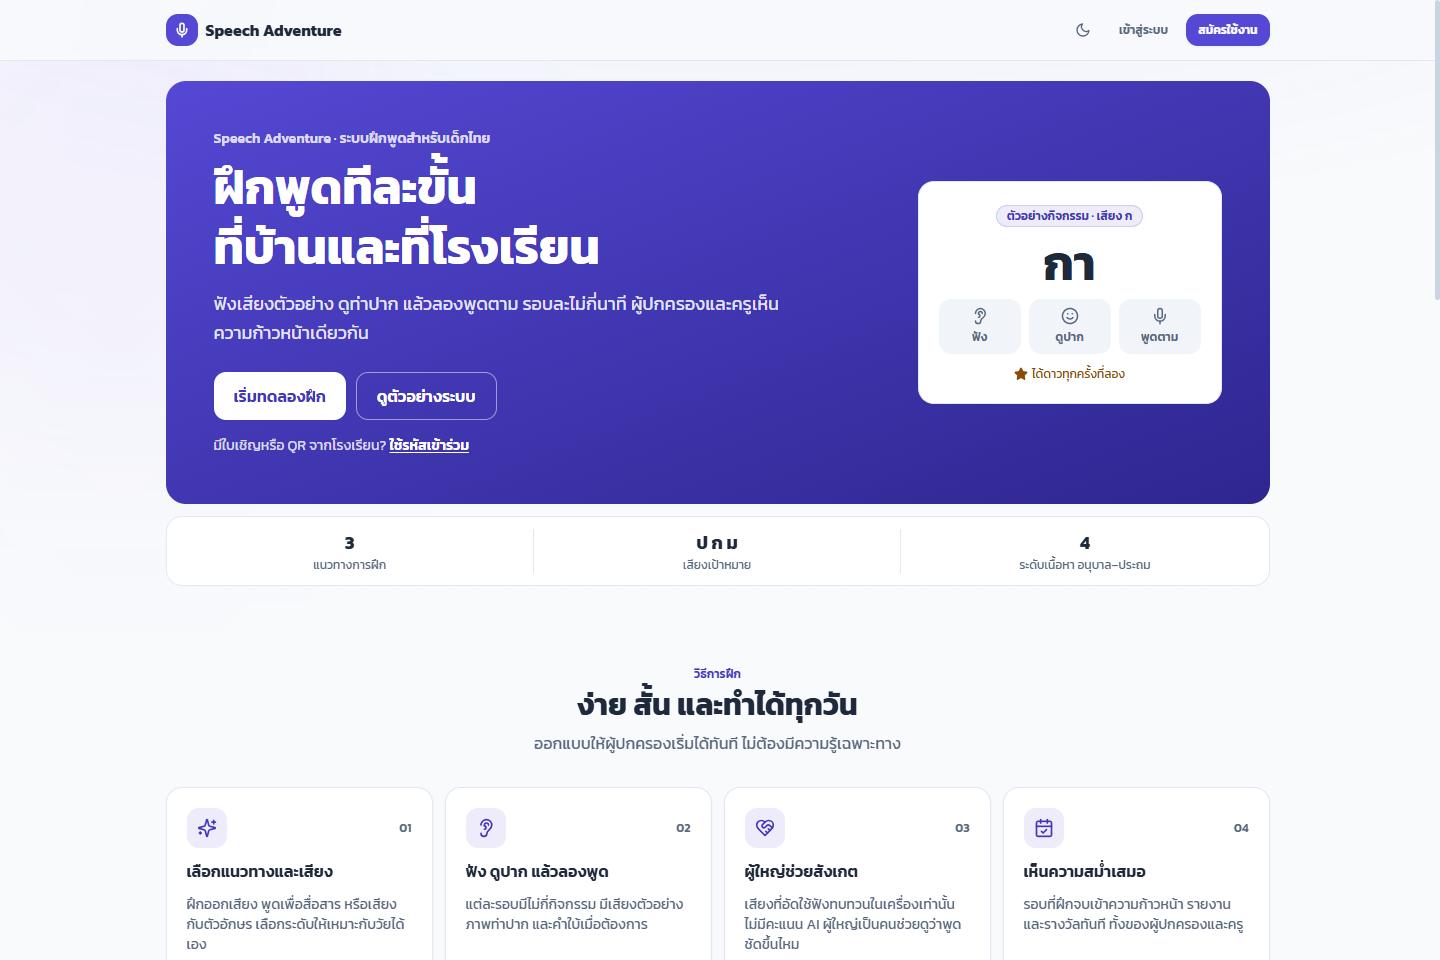 Speech Adventure
เข้าสู่ระบบ
สมัครใช้งาน
Speech Adventure · ระบบฝึกพูดสำหรับเด็กไทย
ฝึกพูดทีละขั้น
ที่บ้านและที่โรงเรียน
ฟังเสียงตัวอย่าง ดูท่าปาก แล้วลองพูดตาม รอบละไม่กี่นาที ผู้ปกครองและครูเห็น
ความก้าวหน้าเดียวกัน
เริ่มทดลองฝึก
ดูตัวอย่างระบบ
มีใบเชิญหรือ QR จากโรงเรียน? ใช้รหัสเข้าร่วม
ตัวอย่างกิจกรรม · เสียง ก
กา
ฟัง
ดูปาก
พูดตาม
ได้ดาวทุกครั้งที่ลอง
3
แนวทางการฝึก
ป ก ม
เสียงเป้าหมาย
4
ระดับเนื้อหา อนุบาล–ประถม
วิธีการฝึก
ง่าย สั้น และทำได้ทุกวัน
ออกแบบให้ผู้ปกครองเริ่มได้ทันที ไม่ต้องมีความรู้เฉพาะทาง
01
เลือกแนวทางและเสียง
ฝึกออกเสียง พูดเพื่อสื่อสาร หรือเสียง
กับตัวอักษร เลือกระดับให้เหมาะกับวัยได้
เอง
02
ฟัง ดูปาก แล้วลองพูด
แต่ละรอบมีไม่กี่กิจกรรม มีเสียงตัวอย่าง
ภาพท่าปาก และคำใบ้เมื่อต้องการ
03
ผู้ใหญ่ช่วยสังเกต
เสียงที่อัดใช้ฟังทบทวนในเครื่องเท่านั้น
ไม่มีคะแนน AI ผู้ใหญ่เป็นคนช่วยดูว่าพูด
ชัดขึ้นไหม
04
เห็นความสม่ำเสมอ
รอบที่ฝึกจบเข้าความก้าวหน้า รายงาน
และรางวัลทันที ทั้งของผู้ปกครองและครู